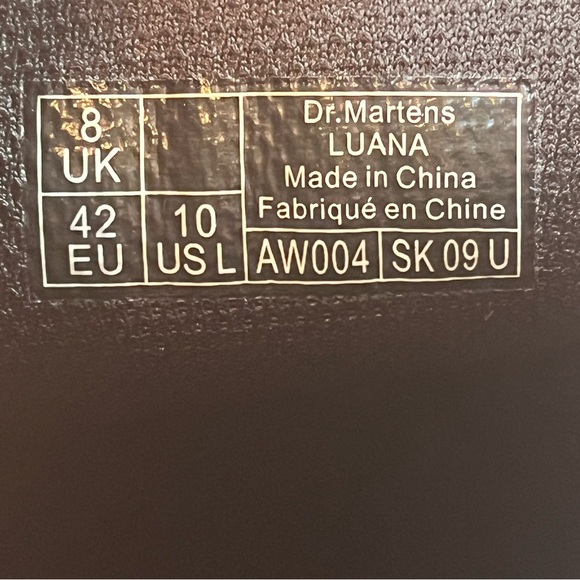 8
UK
42
EU
10
US L
Dr.Martens
LUANA
Made in China
Fabriqué en Chine
AW004
SK 09 U